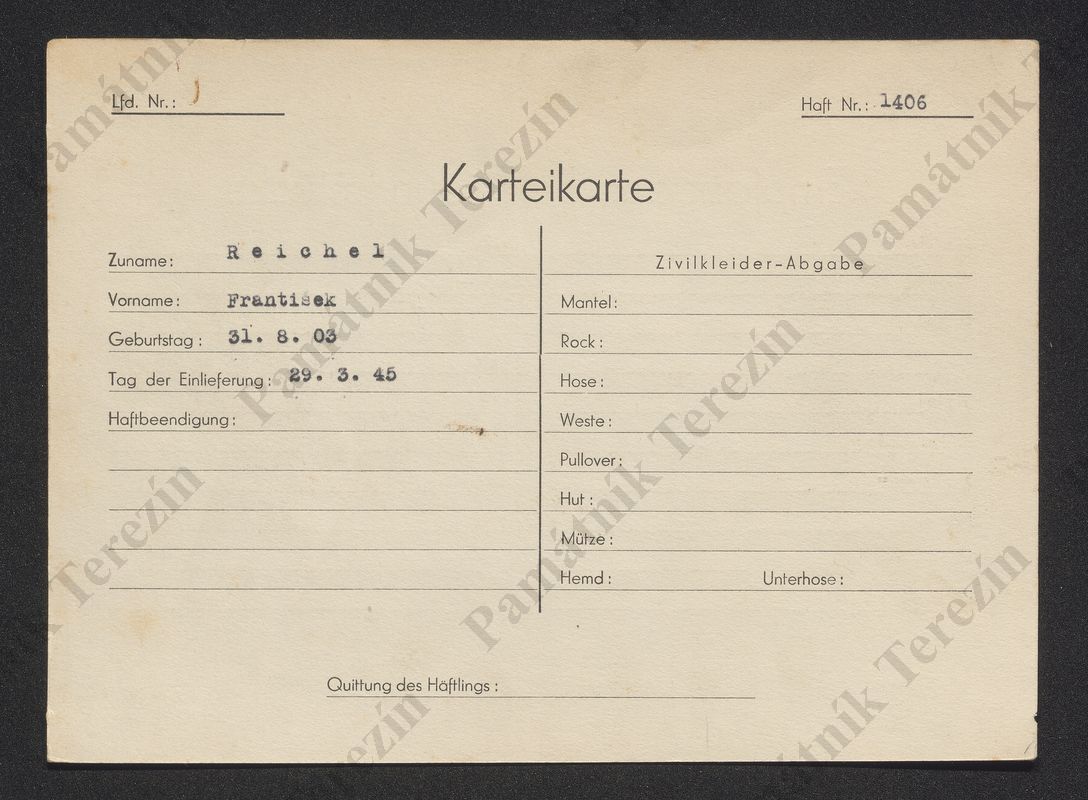 Lfd. Nr.:
Haft Nr.: 1406
Karteikarte
Zuname: Reichel
Vorname: František
Geburtstag: 31. 8. 03
Tag der Einlieferung: 29. 3. 45
Haftbeendigung:
Zivilkleider-Abgabe
Mantel:
Rock:
Hose:
Weste:
Pullover:
Hut:
Mütze:
Hemd: Unterhose:
Quittung des Häftlings:
Památník Terezín